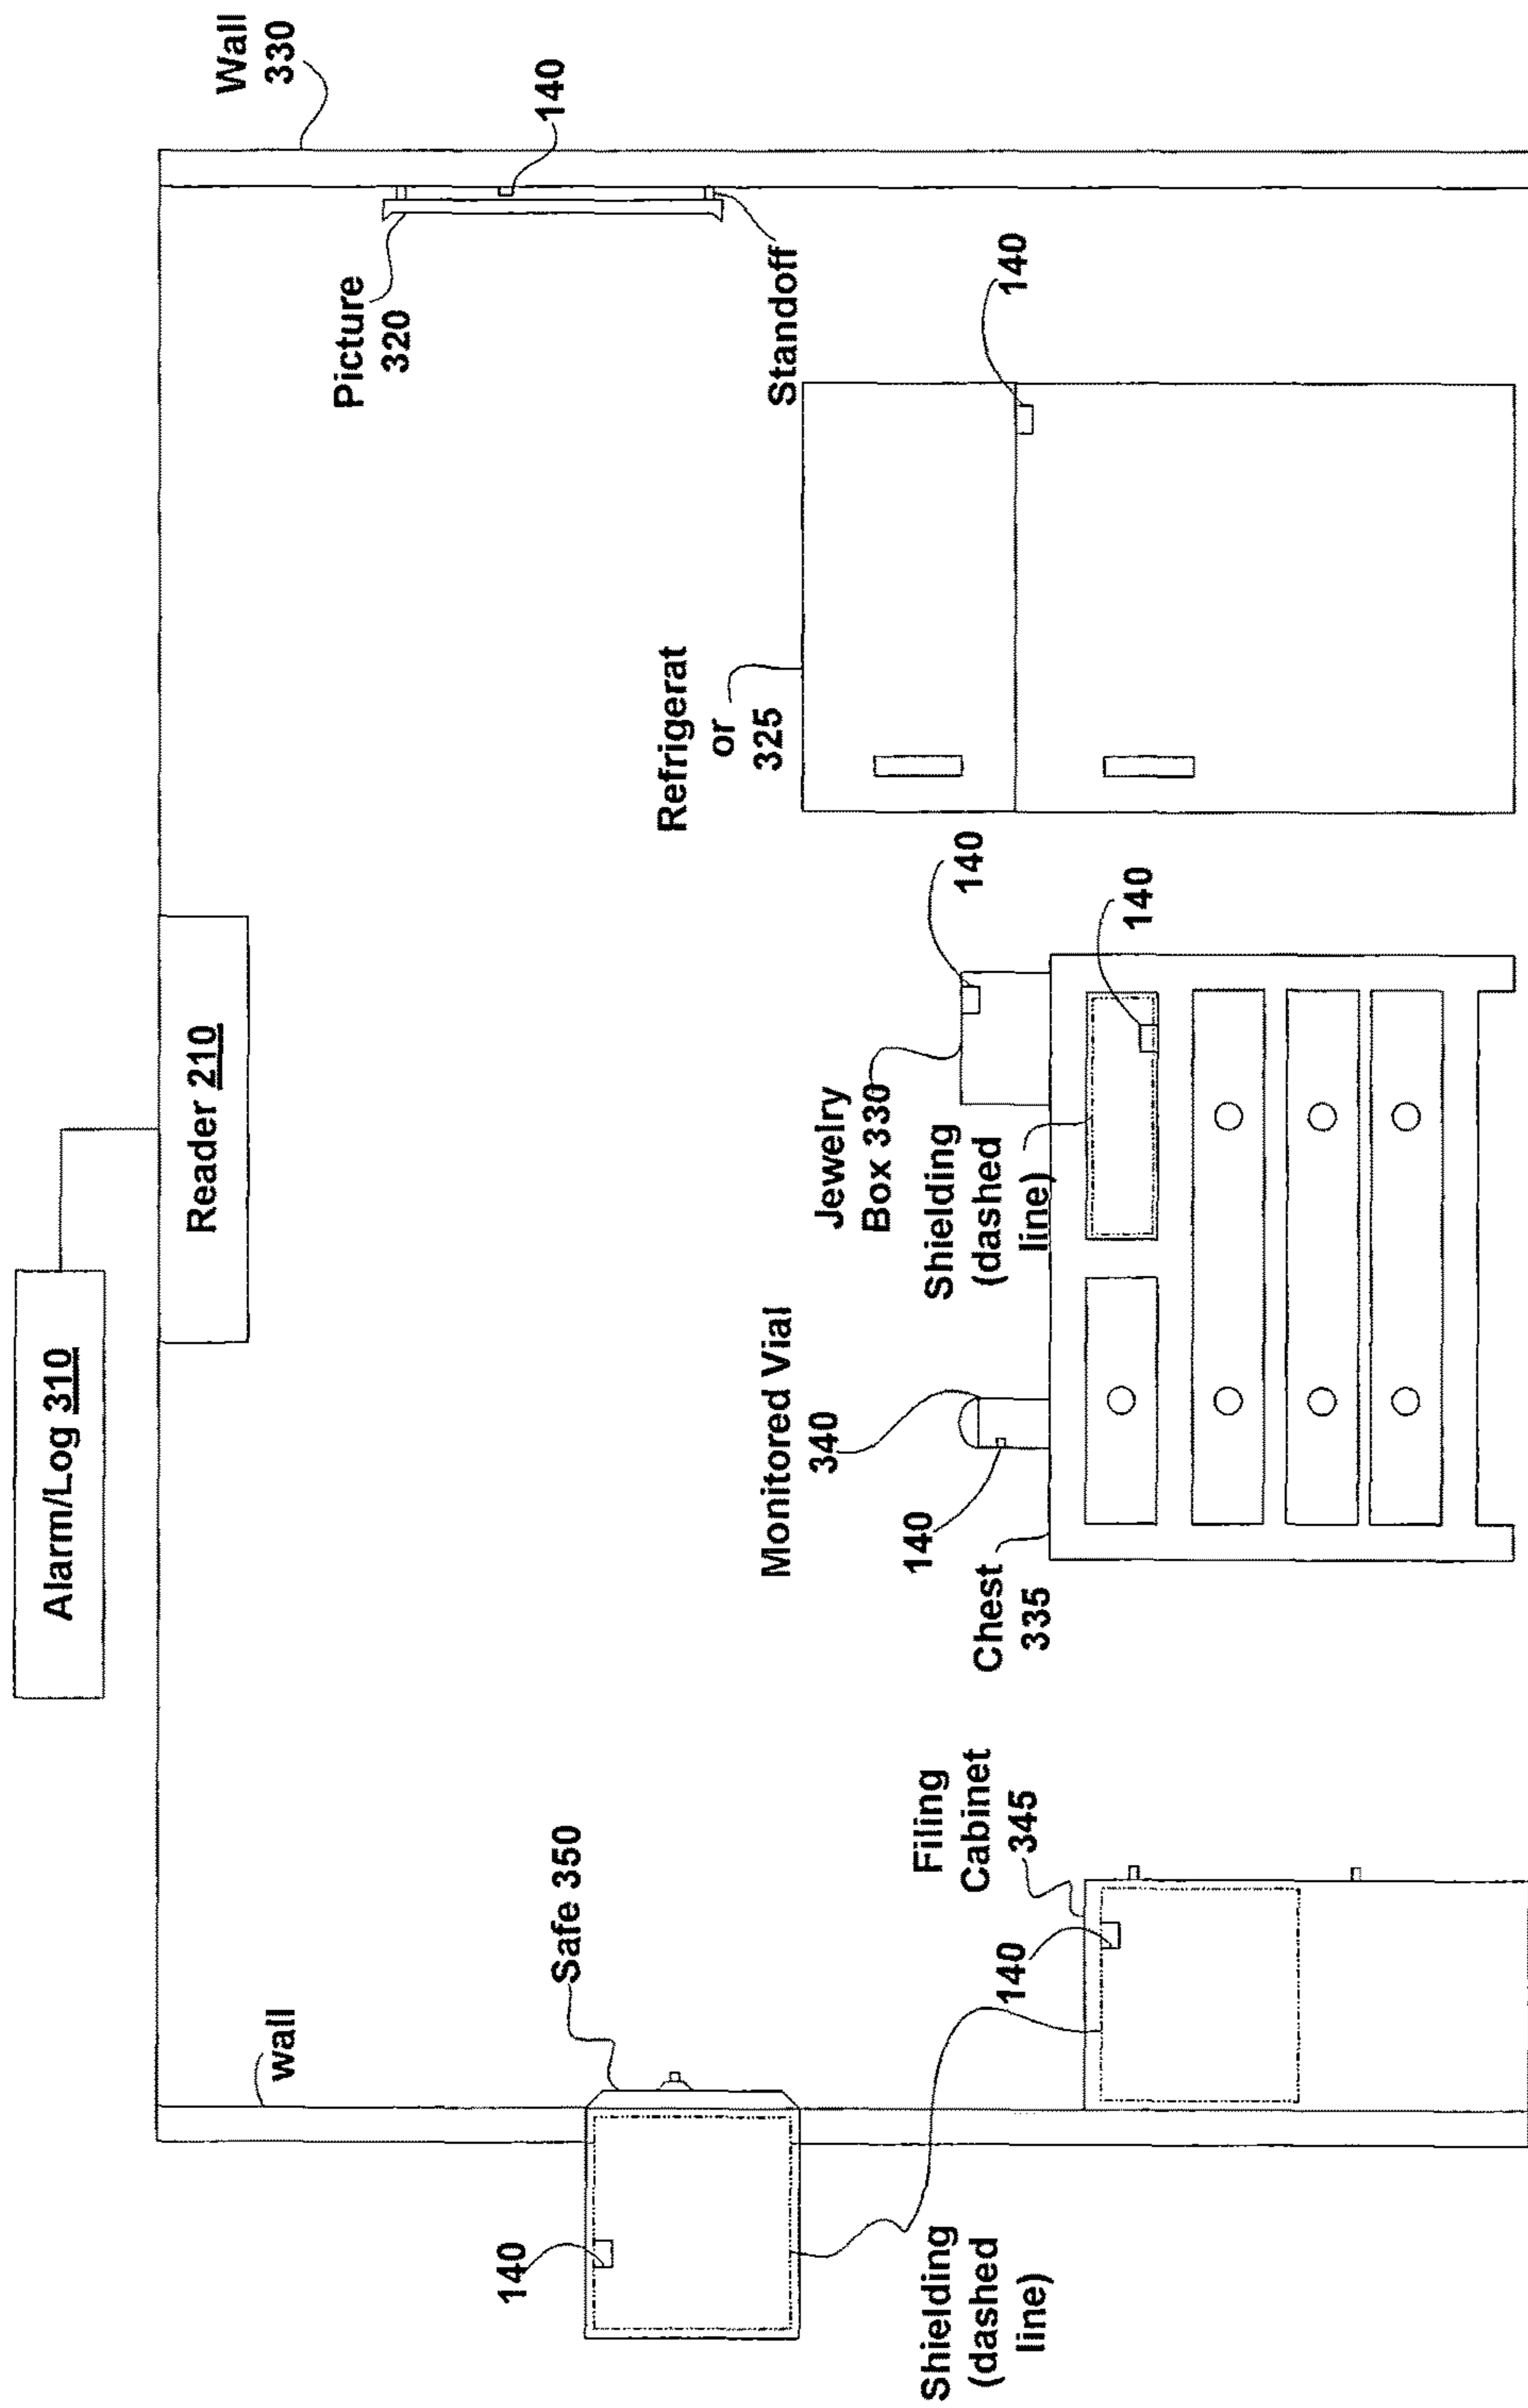 Alarm/Log 310
Reader 210
Wall
330
wall
140
Picture
320
Standoff
Safe 350
140
Refrigerat
or
325
140
Monitored Vial
340
140
Jewelry
Box 330
140
Shielding
(dashed
line)
140
Chest
335
Filing
Cabinet
345
140
Shielding
(dashed
line)